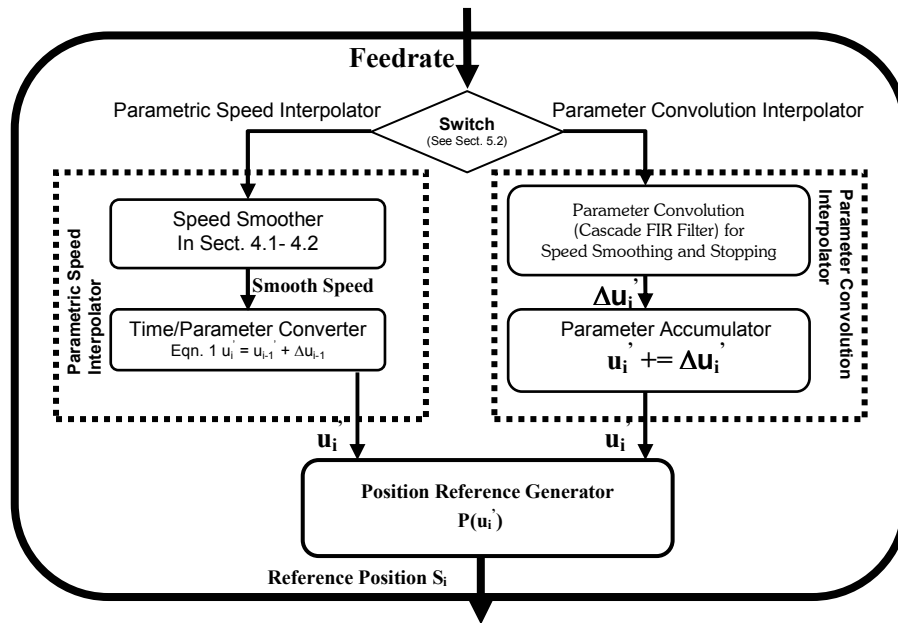 Feedrate
Parametric Speed Interpolator
Parameter Convolution Interpolator
Switch
(See Sect. 5.2)
Parametric Speed
Interpolator
Speed Smoother
In Sect. 4.1- 4.2
Smooth Speed
Time/Parameter Converter
Eqn. 1 uᵢ' = uᵢ₋₁' + Δuᵢ₋₁
uᵢ'
Parameter Convolution
(Cascade FIR Filter) for
Speed Smoothing and Stopping
Δuᵢ'
Parameter Accumulator
uᵢ' += Δuᵢ'
uᵢ'
Parameter Convolution
Interpolator
Position Reference Generator
P(uᵢ')
Reference Position Sᵢ